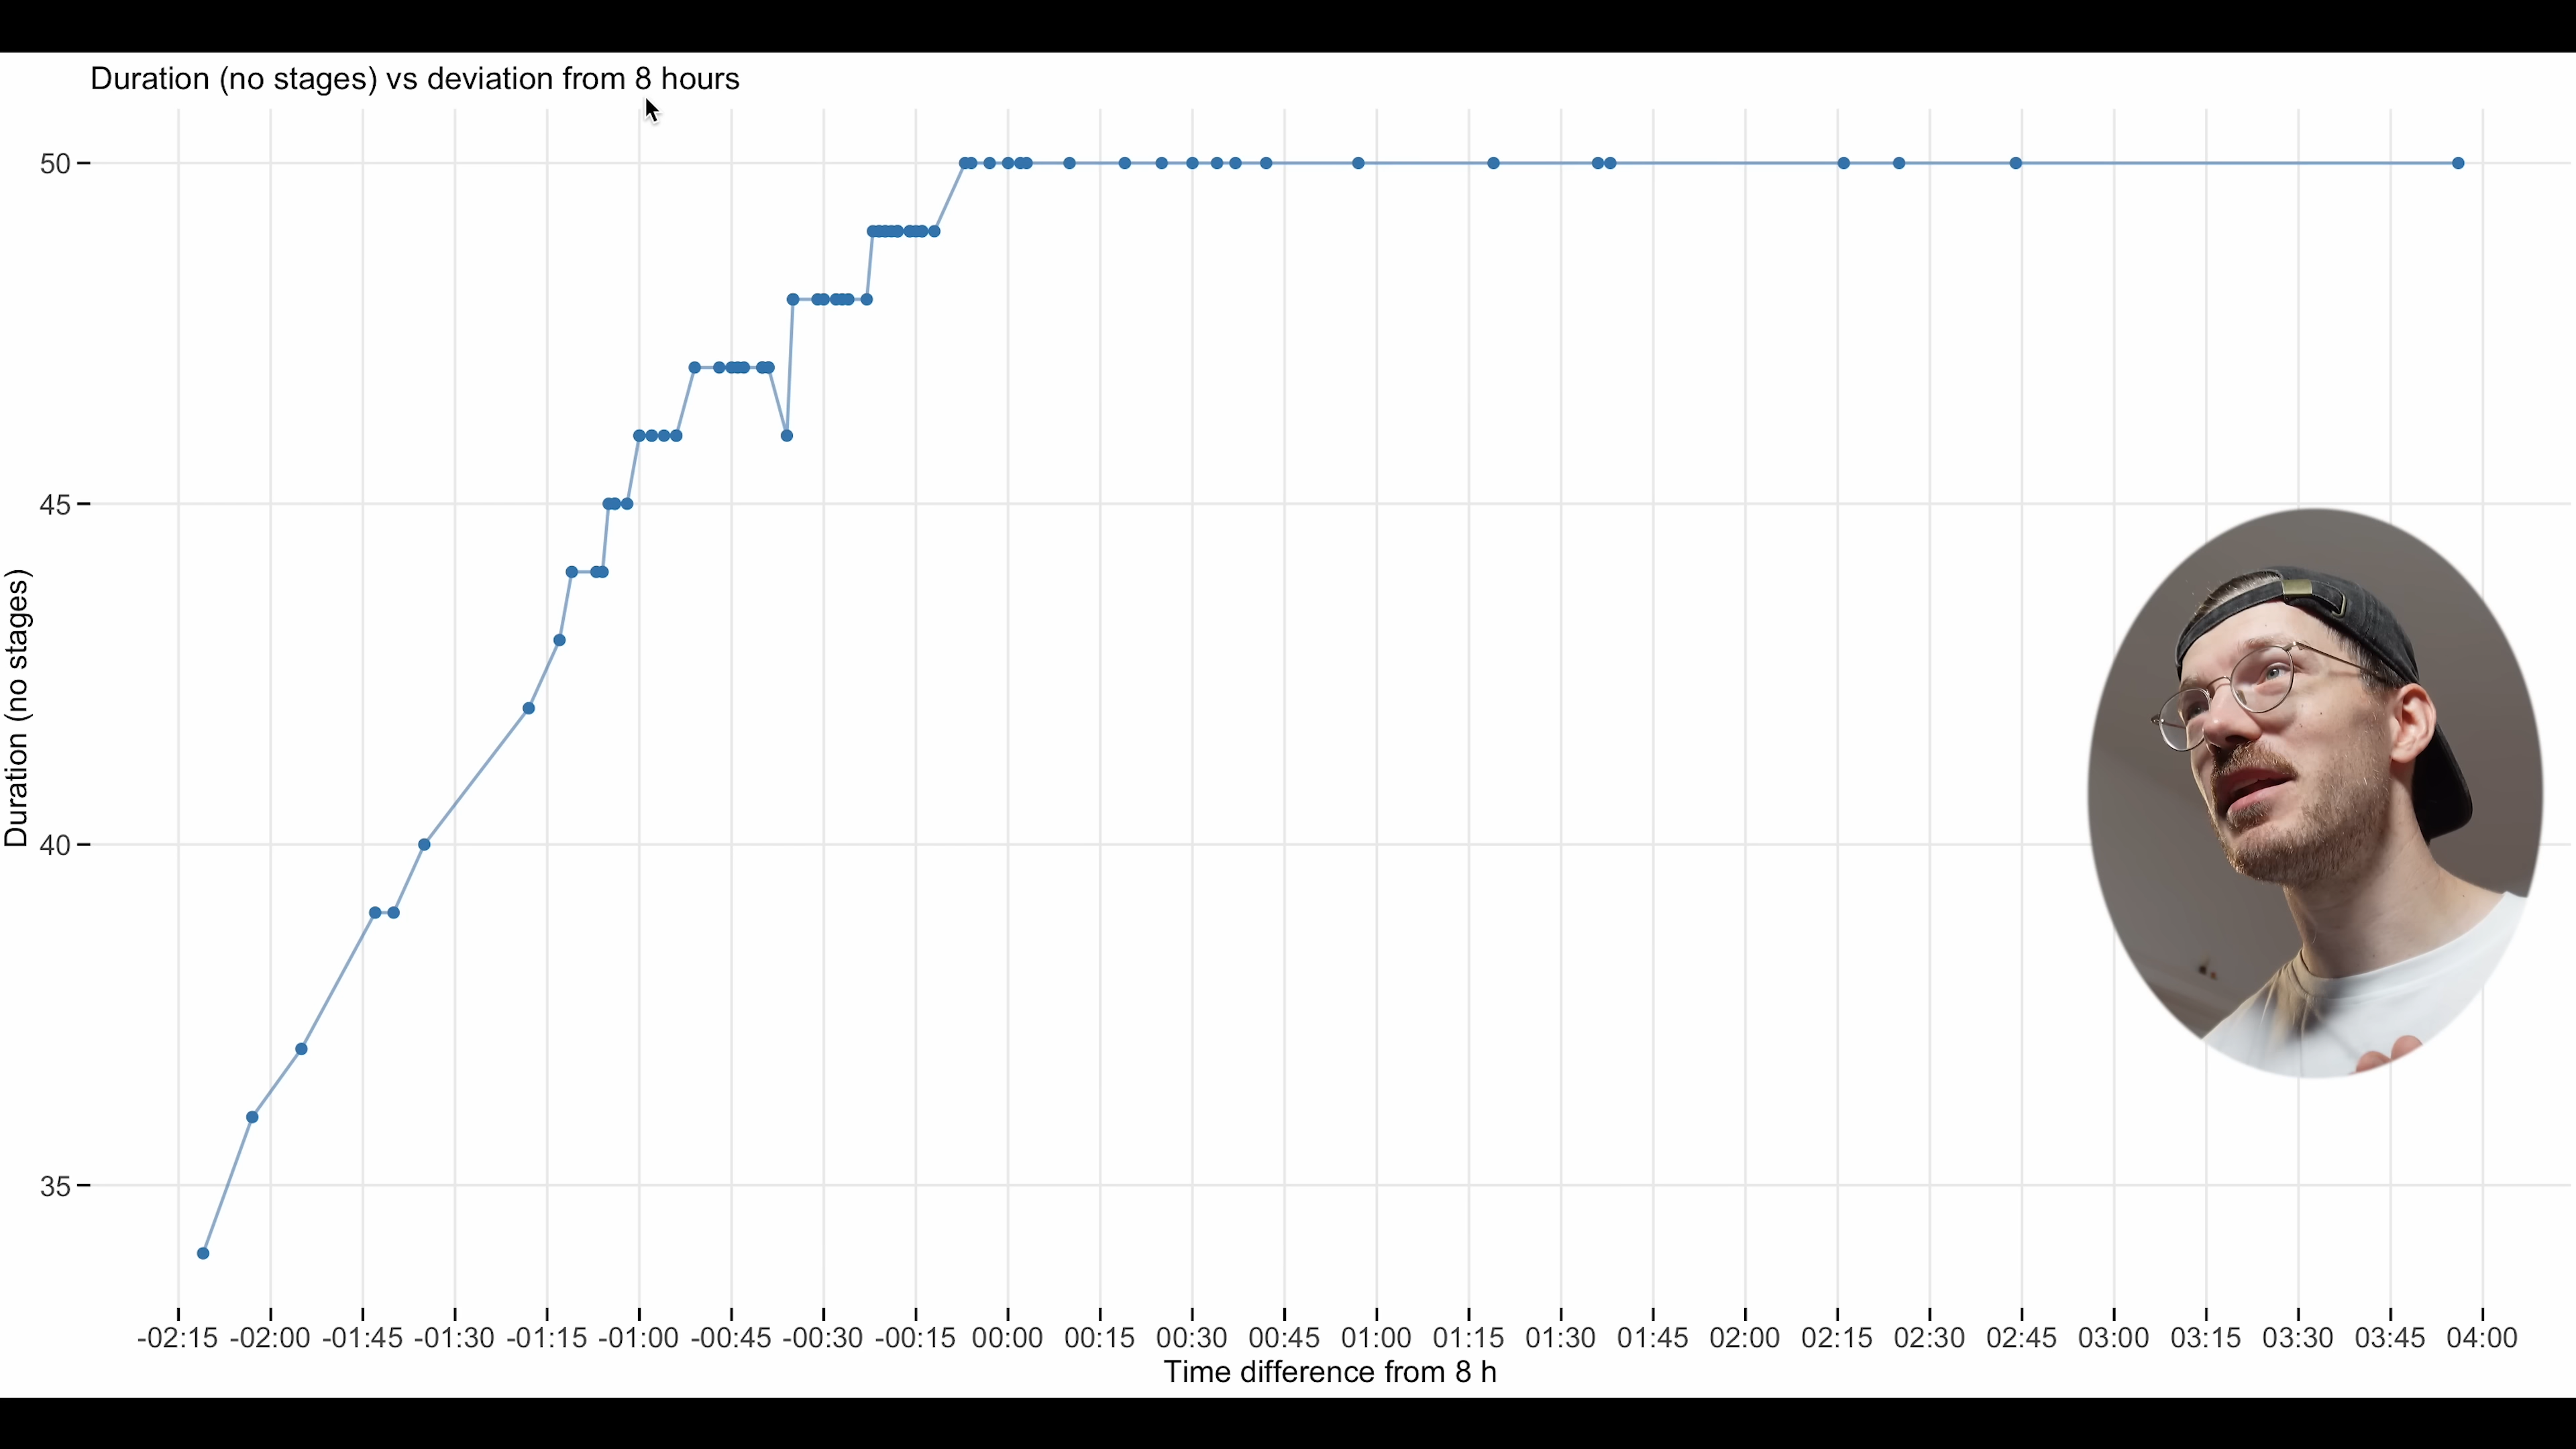 Duration (no stages) vs deviation from 8 hours
50
45
40
35
Duration (no stages)
-02:15 -02:00 -01:45 -01:30 -01:15 -01:00 -00:45 -00:30 -00:15 00:00 00:15 00:30 00:45 01:00 01:15 01:30 01:45 02:00 02:15 02:30 02:45 03:00 03:15 03:30 03:45 04:00
Time difference from 8 h